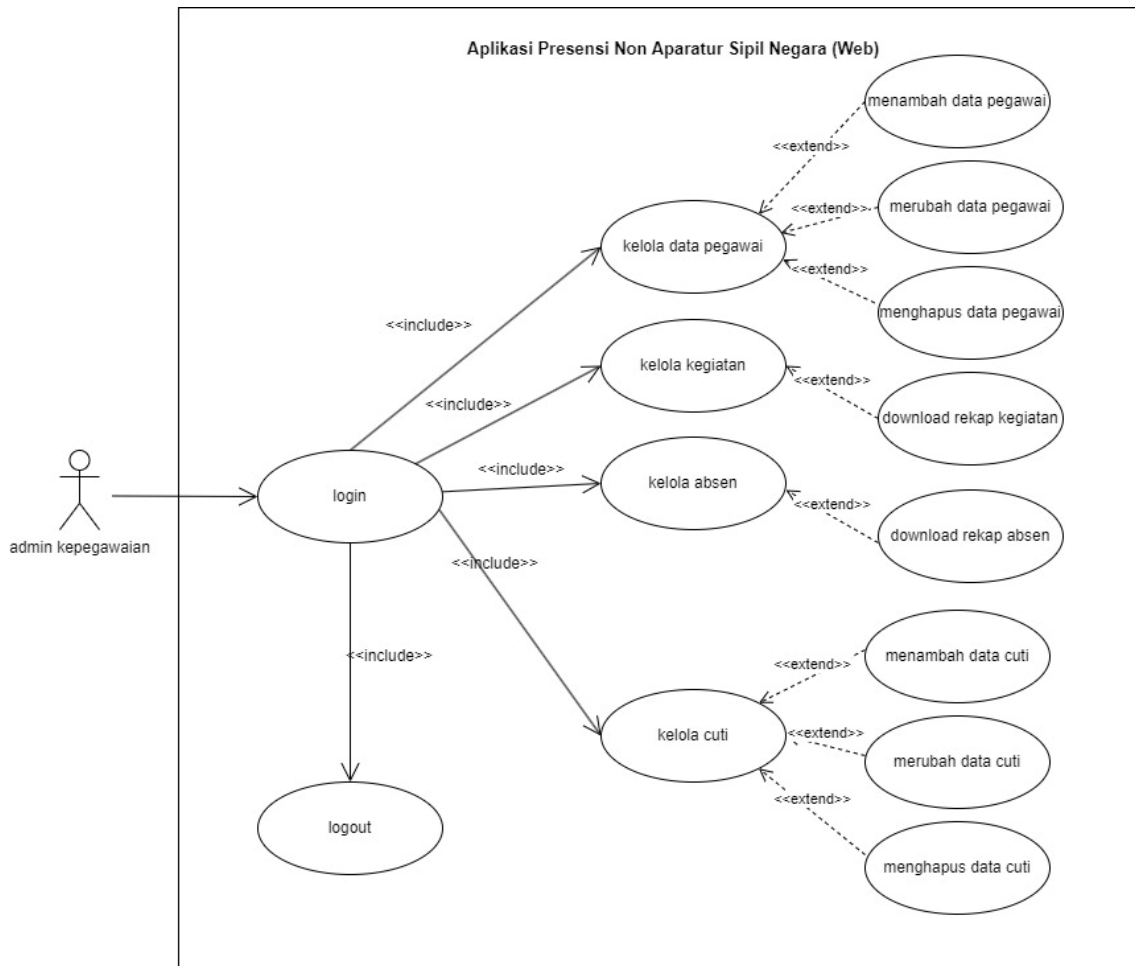 Aplikasi Presensi Non Aparatur Sipil Negara (Web)
menambah data pegawai
<<extend>>
merubah data pegawai
<<extend>>
kelola data pegawai
<<extend>>
menghapus data pegawai
<<include>>
kelola kegiatan
<<extend>>
<<include>>
download rekap kegiatan
<<include>>
kelola absen
login
<<extend>>
download rekap absen
admin kepegawaian
<<include>>
<<include>>
menambah data cuti
<<extend>>
kelola cuti
<<extend>>
merubah data cuti
<<extend>>
logout
menghapus data cuti